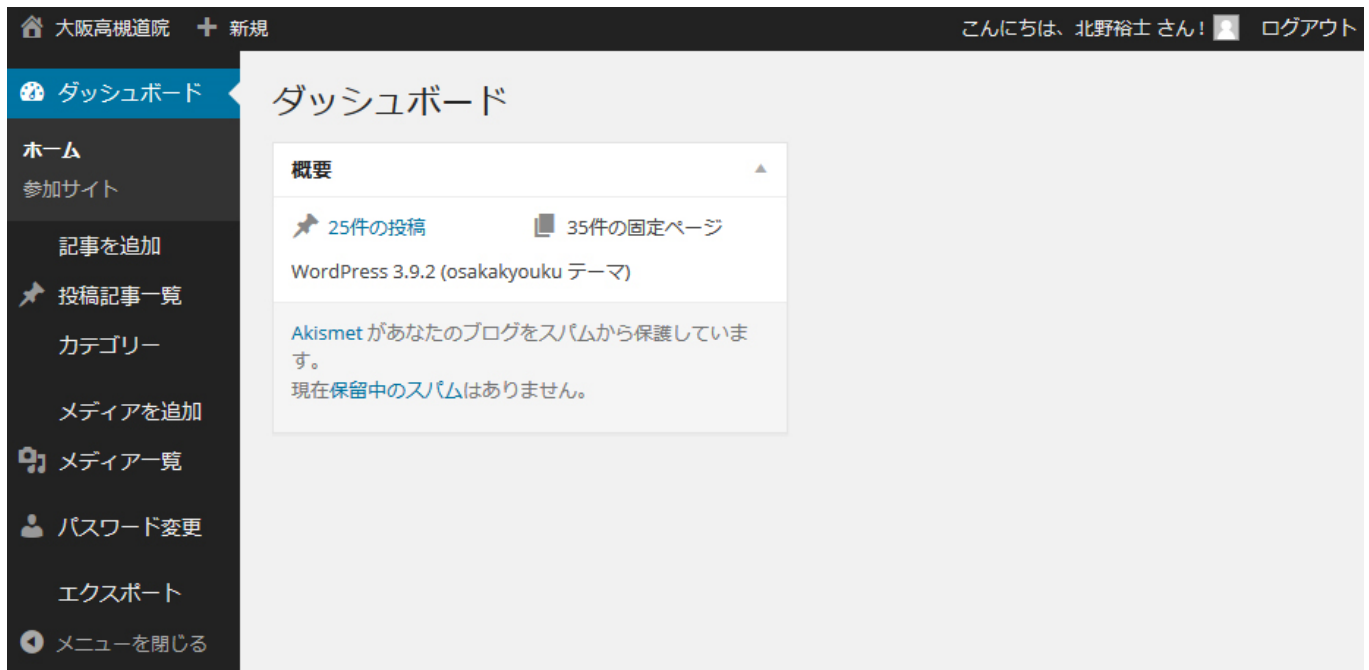 大阪高槻道院 新規 こんにちは、北野裕士 さん！ ログアウト
ダッシュボード
ホーム
参加サイト
記事を追加
投稿記事一覧
カテゴリー
メディアを追加
メディア一覧
パスワード変更
エクスポート
メニューを閉じる
ダッシュボード
概要
25件の投稿 35件の固定ページ
WordPress 3.9.2 (osakakyouku テーマ)
Akismet があなたのブログをスパムから保護していま
す。
現在保留中のスパムはありません。